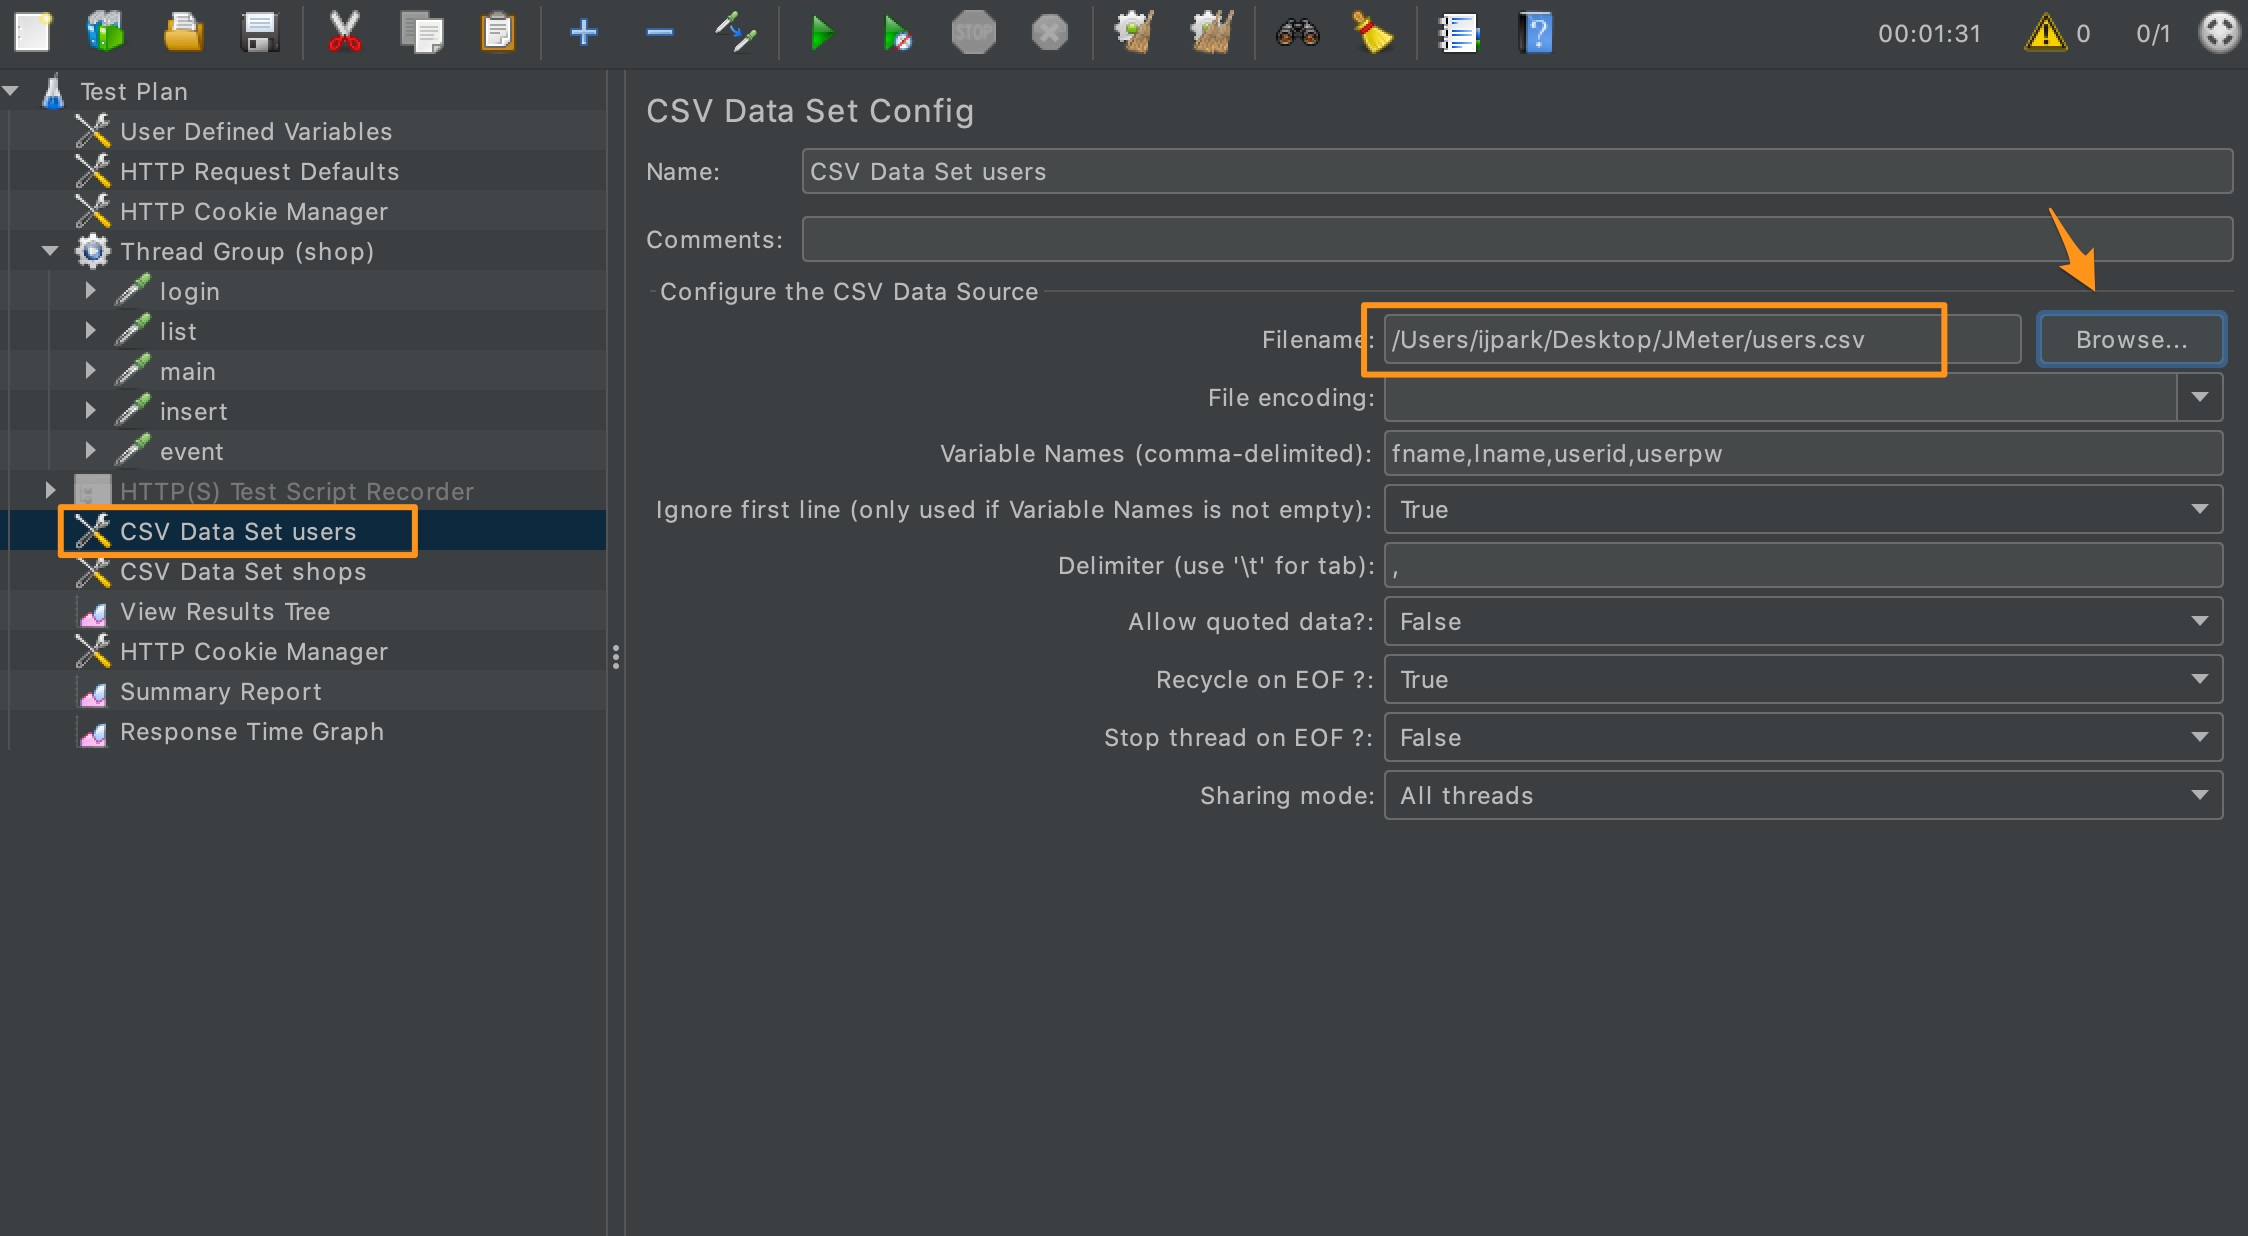 STOP
00:01:31
0
0/1
Test Plan
User Defined Variables
HTTP Request Defaults
HTTP Cookie Manager
Thread Group (shop)
login
list
main
insert
event
HTTP(S) Test Script Recorder
CSV Data Set users
CSV Data Set shops
View Results Tree
HTTP Cookie Manager
Summary Report
Response Time Graph
CSV Data Set Config
Name: CSV Data Set users
Comments:
Configure the CSV Data Source
Filename: /Users/ijpark/Desktop/JMeter/users.csv Browse...
File encoding:
Variable Names (comma-delimited): fname,lname,userid,userpw
Ignore first line (only used if Variable Names is not empty): True
Delimiter (use '\t' for tab): ,
Allow quoted data?: False
Recycle on EOF ?: True
Stop thread on EOF ?: False
Sharing mode: All threads